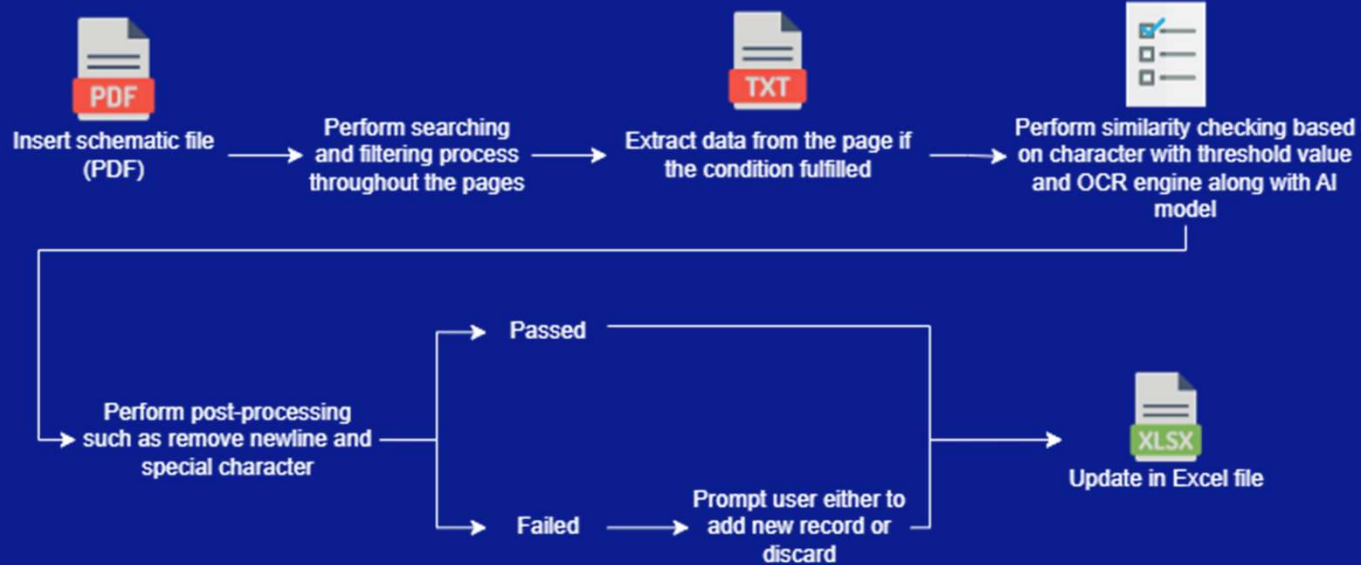 PDF
Insert schematic file
(PDF)
Perform searching
and filtering process
throughout the pages
TXT
Extract data from the page if
the condition fulfilled
Perform similarity checking based
on character with threshold value
and OCR engine along with AI
model
Perform post-processing
such as remove newline and
special character
Passed
Failed
Prompt user either to
add new record or
discard
XLSX
Update in Excel file